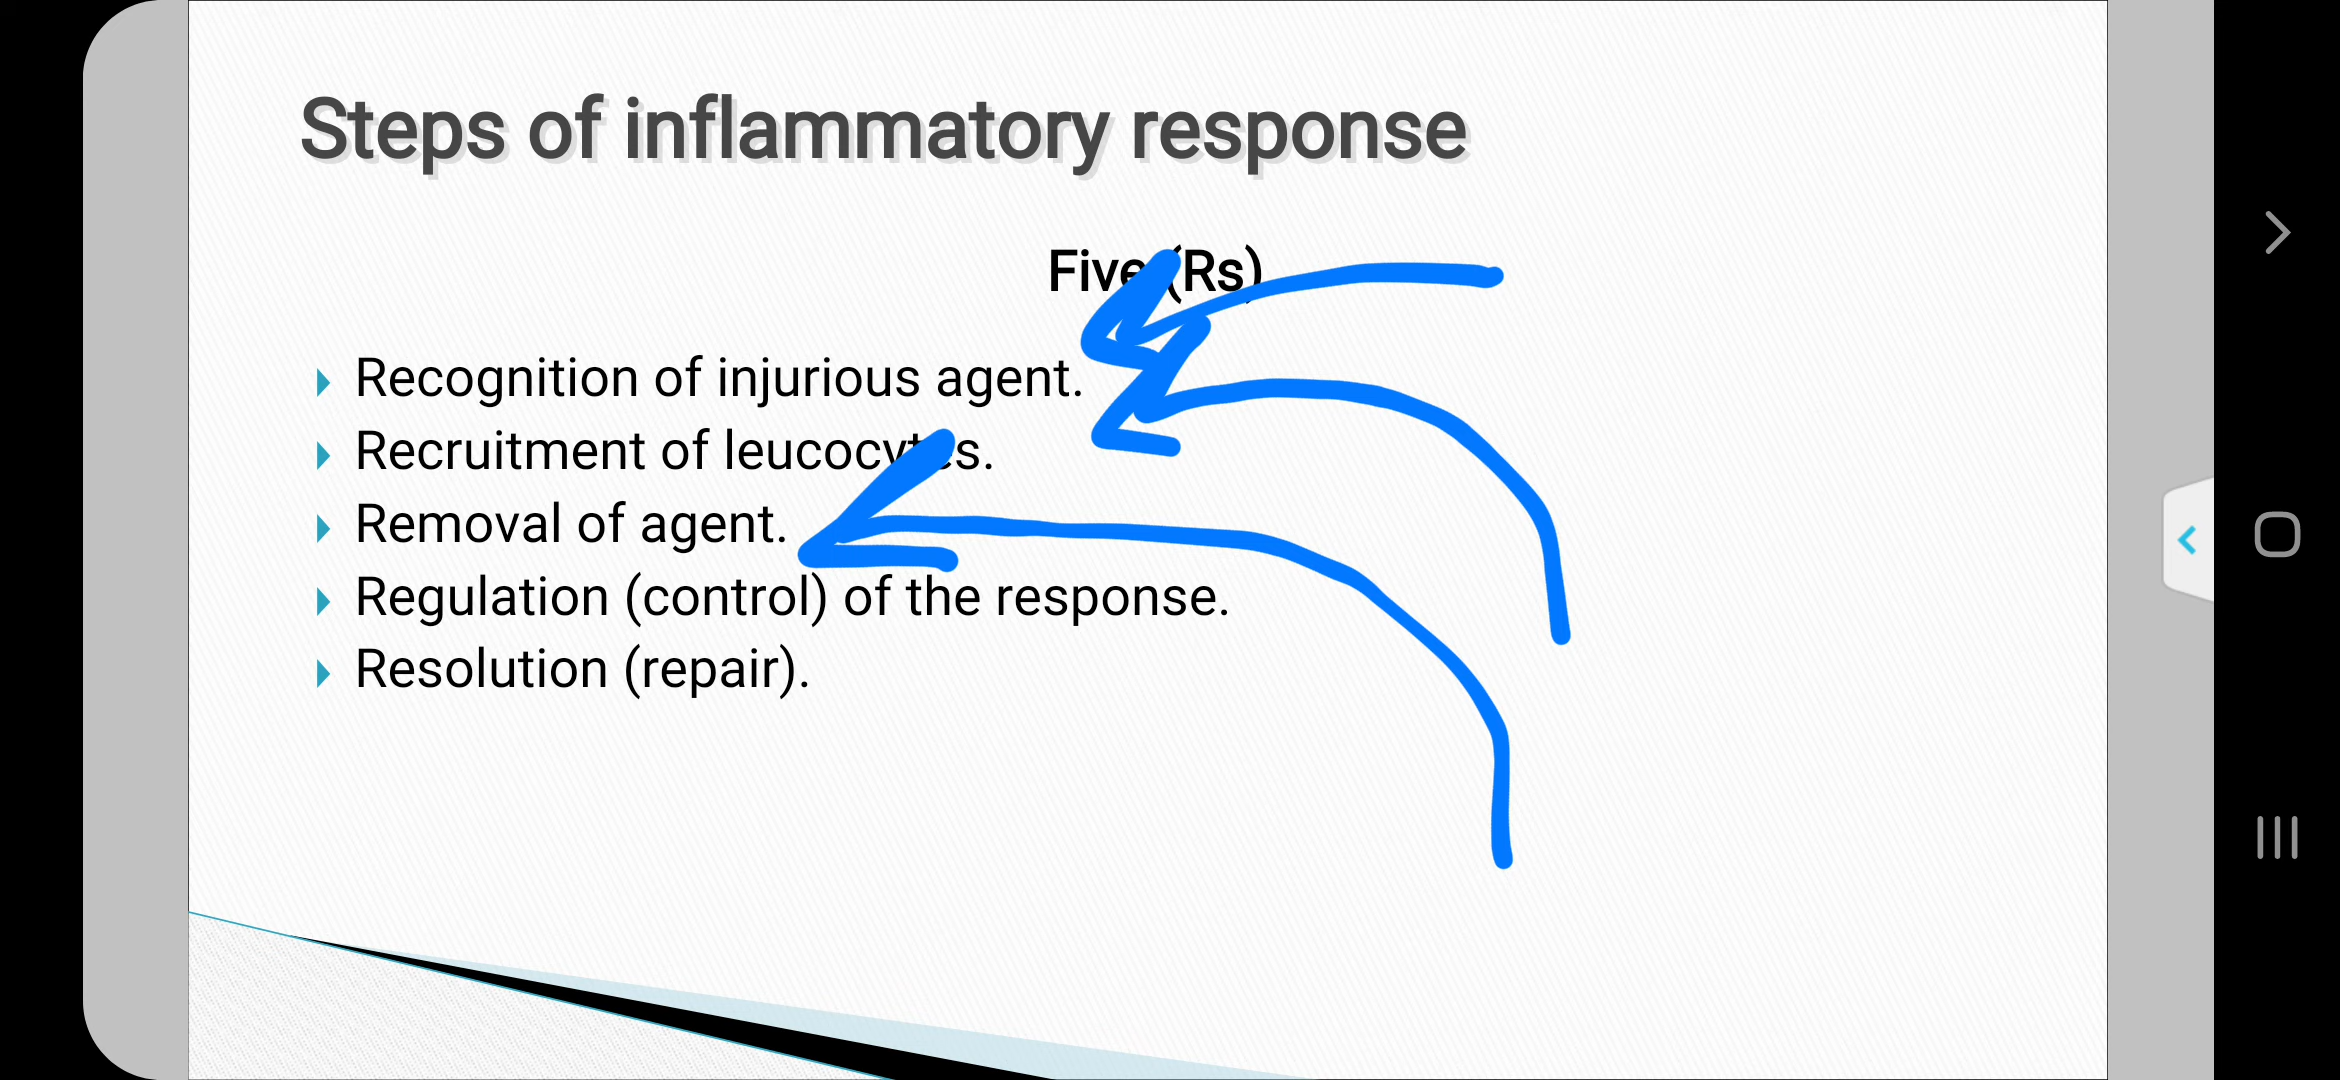 Steps of inflammatory response
Five (Rs)
Recognition of injurious agent.
Recruitment of leucocytes.
Removal of agent.
Regulation (control) of the response.
Resolution (repair).